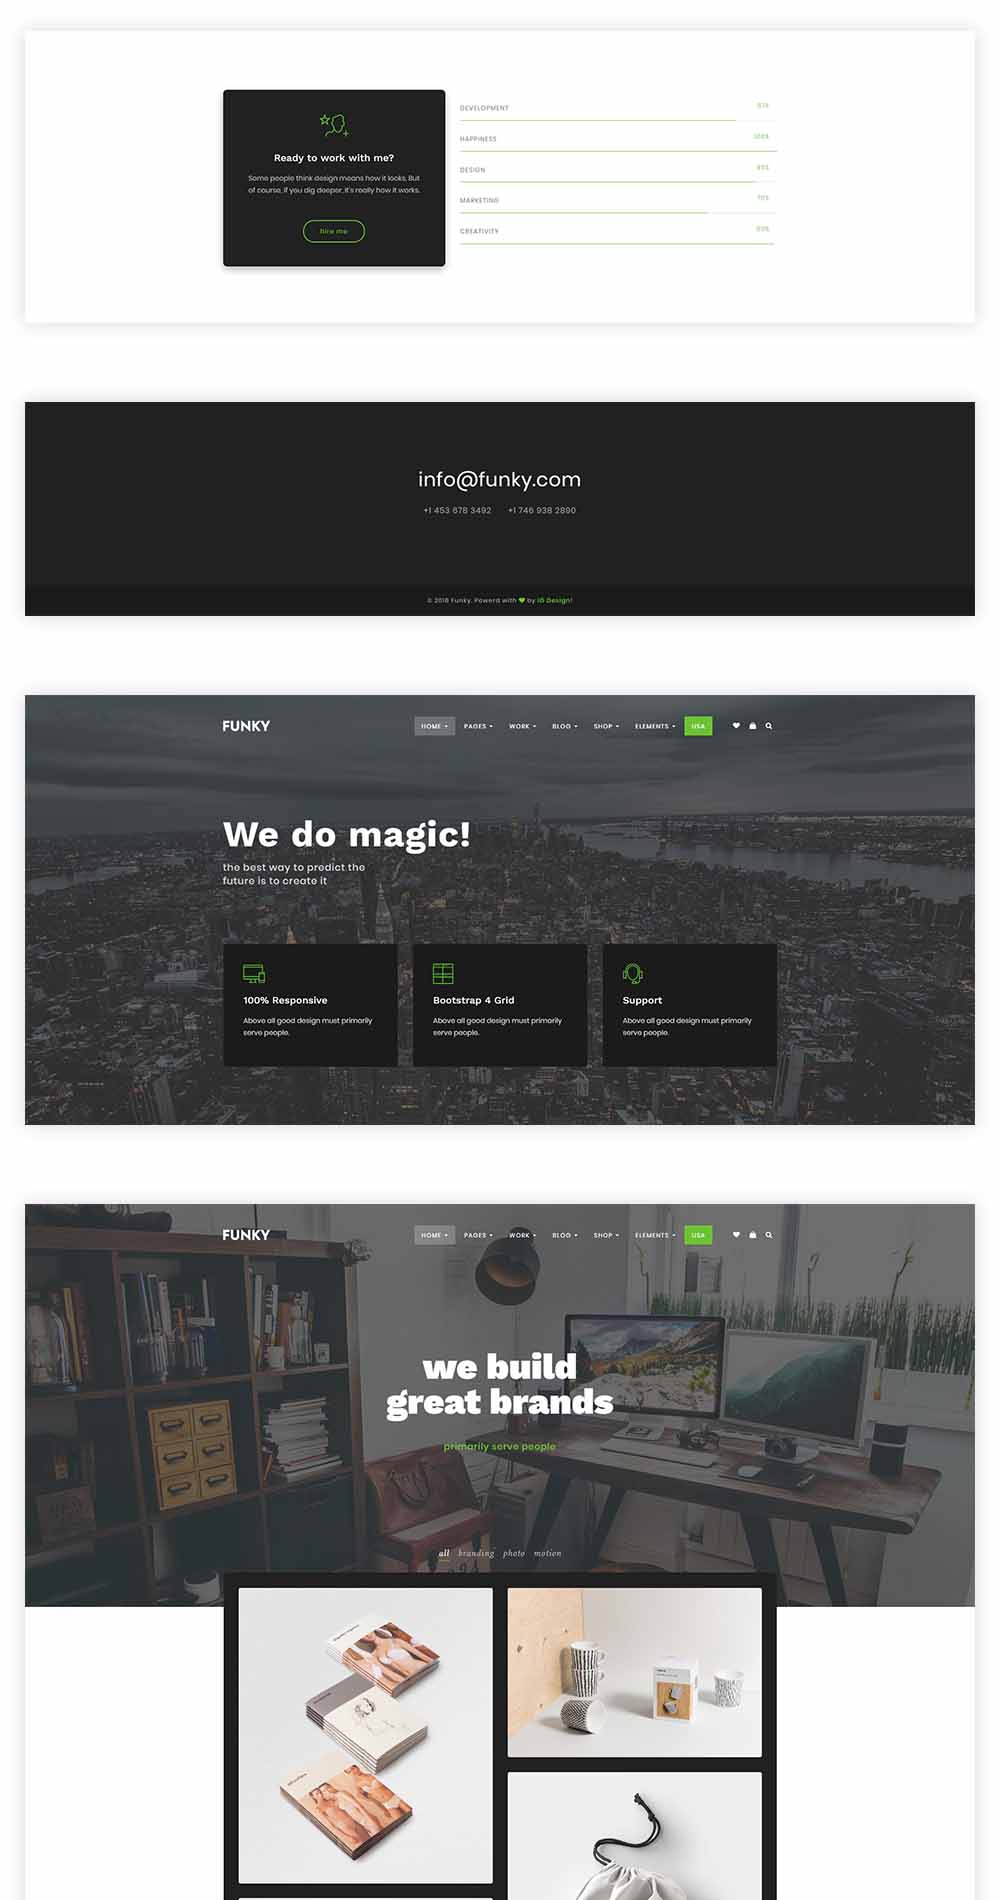 Ready to work with me?
Some people think design means how it looks. But
of course, if you dig deeper, it's really how it works.
hire me
DEVELOPMENT
HAPPINESS 100%
DESIGN
MARKETING
CREATIVITY
info@funky.com
+1 453 678 3492 +1 746 938 2890
© 2018 Funky, Powerd with by IG Design!
FUNKY HOME PAGES WORK BLOG SHOP ELEMENTS USA
We do magic!
the best way to predict the
future is to create it
100% Responsive
Above all good design must primarily
serve people.
Bootstrap 4 Grid
Above all good design must primarily
serve people.
Support
Above all good design must primarily
serve people.
FUNKY HOME PAGES WORK BLOG SHOP ELEMENTS USA
we build
great brands
primarily serve people
all branding photo motion